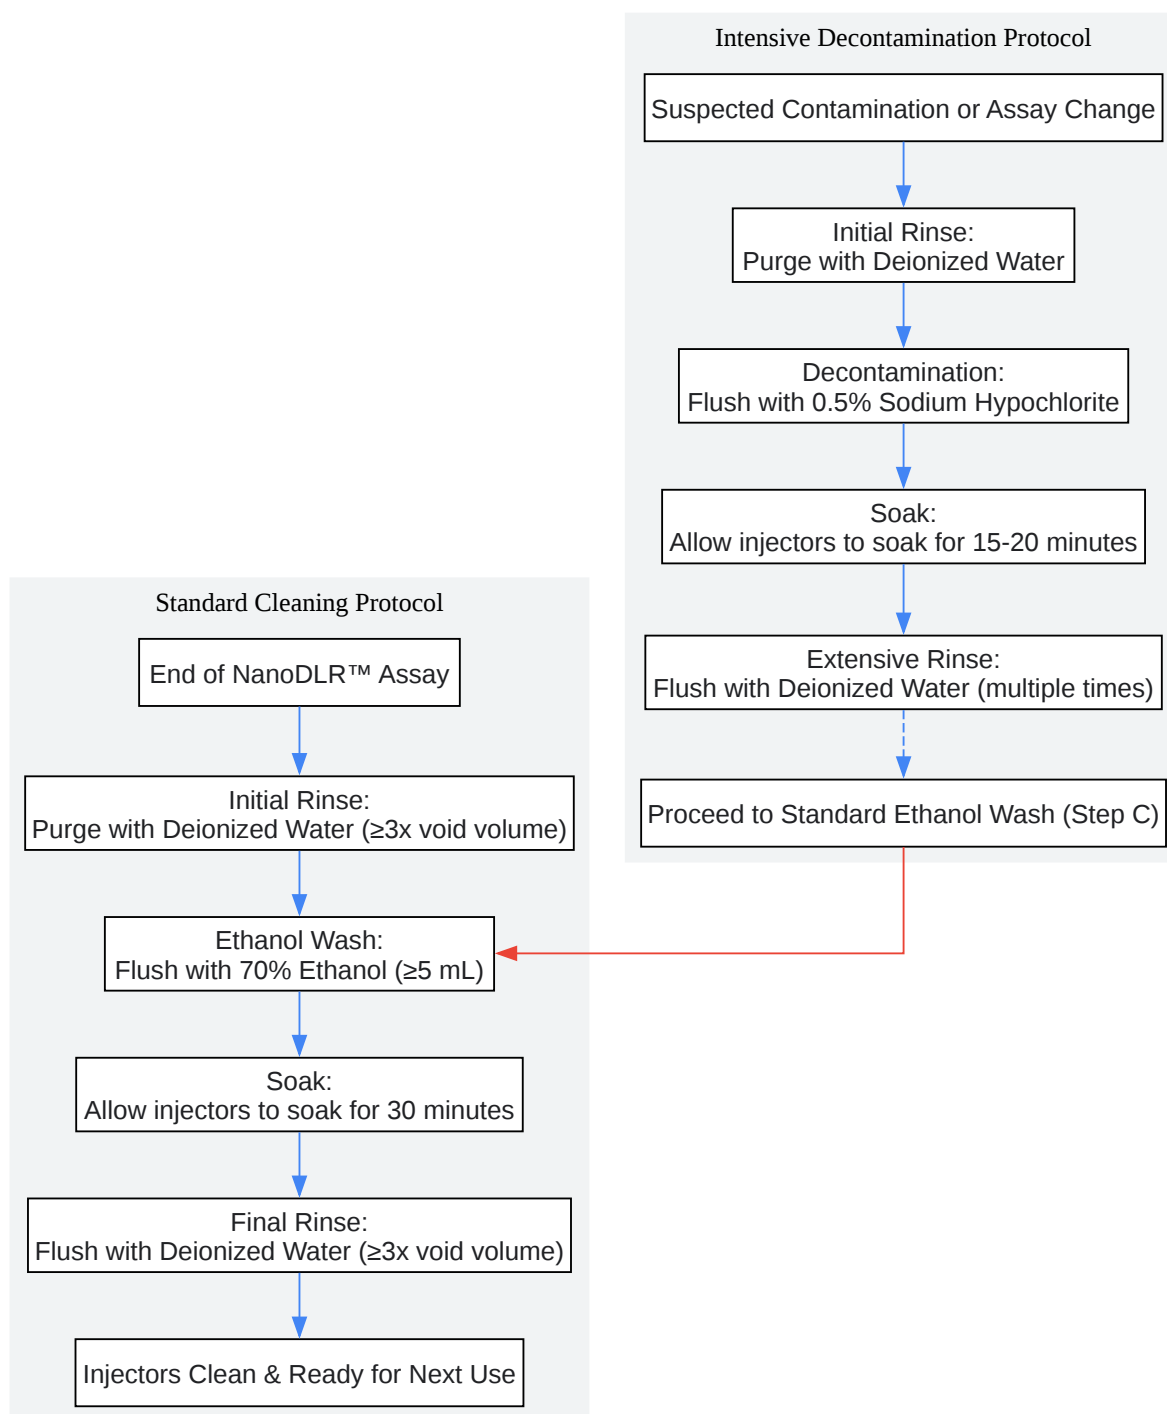 Intensive Decontamination Protocol
Suspected Contamination or Assay Change
Initial Rinse:
Purge with Deionized Water
Decontamination:
Flush with 0.5% Sodium Hypochlorite
Soak:
Allow injectors to soak for 15-20 minutes
Extensive Rinse:
Flush with Deionized Water (multiple times)
Proceed to Standard Ethanol Wash (Step C)
Standard Cleaning Protocol
End of NanoDLR™ Assay
Initial Rinse:
Purge with Deionized Water (≥3x void volume)
Ethanol Wash:
Flush with 70% Ethanol (≥5 mL)
Soak:
Allow injectors to soak for 30 minutes
Final Rinse:
Flush with Deionized Water (≥3x void volume)
Injectors Clean & Ready for Next Use